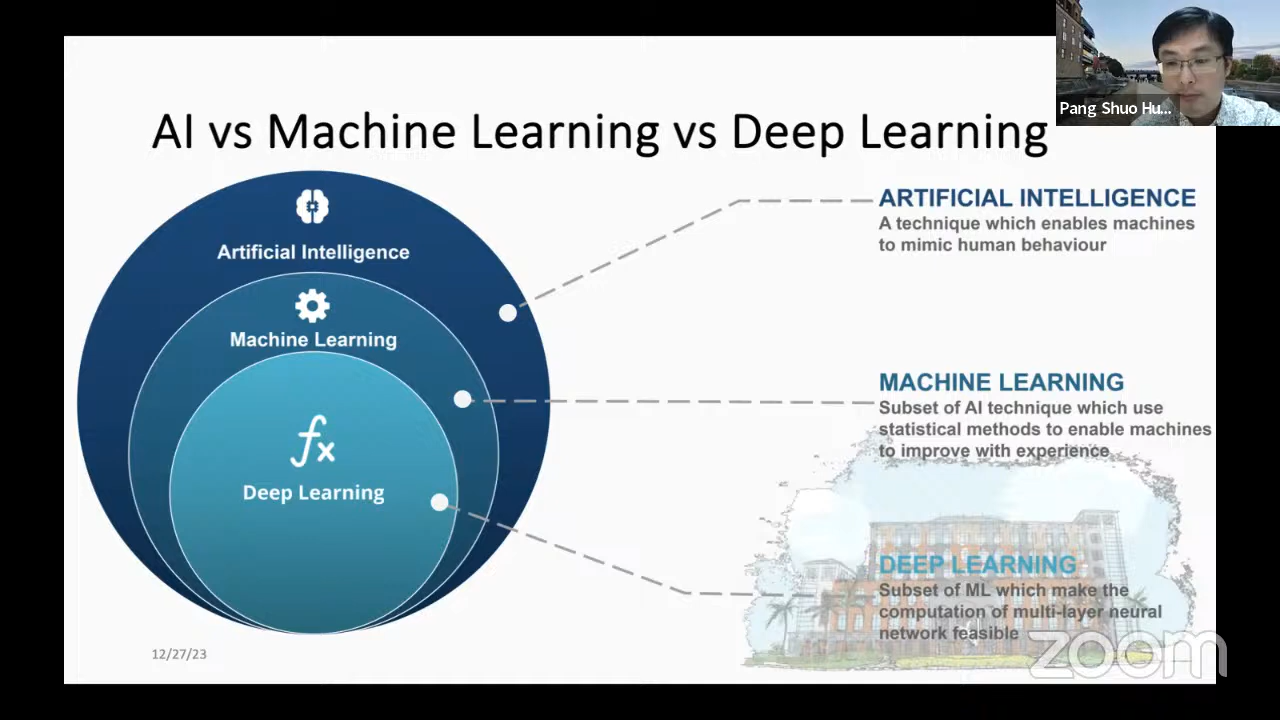 Pang Shuo Hu...
AI vs Machine Learning vs Deep Learning
Artificial Intelligence
Machine Learning
fx
Deep Learning
ARTIFICIAL INTELLIGENCE
A technique which enables machines
to mimic human behaviour
MACHINE LEARNING
Subset of AI technique which use
statistical methods to enable machines
to improve with experience
DEEP LEARNING
Subset of ML which make the
computation of multi-layer neural
network feasible
12/27/23
zoom